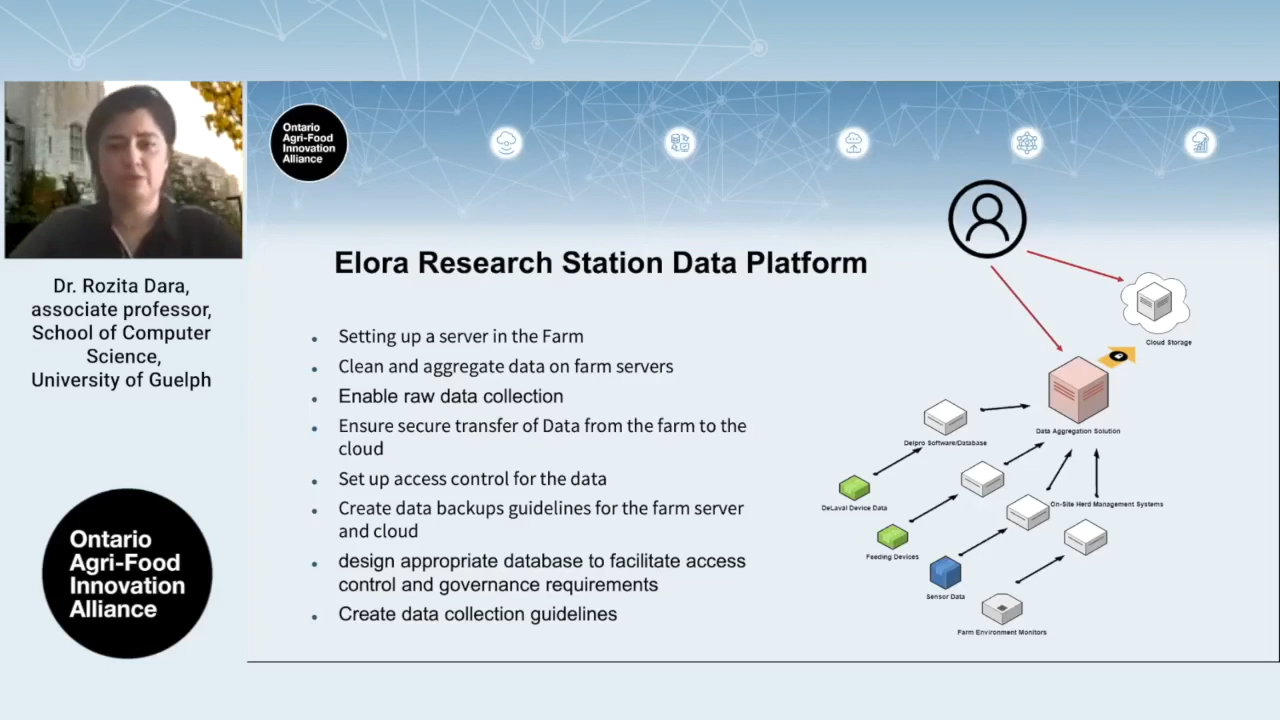 Ontario
Agri-Food
Innovation
Alliance
Dr. Rozita Dara,
associate professor,
School of Computer
Science,
University of Guelph
Ontario
Agri-Food
Innovation
Alliance
Elora Research Station Data Platform
Setting up a server in the Farm
Clean and aggregate data on farm servers
Enable raw data collection
Ensure secure transfer of Data from the farm to the
cloud
Set up access control for the data
Create data backups guidelines for the farm server
and cloud
design appropriate database to facilitate access
control and governance requirements
Create data collection guidelines
Cloud Storage
Data Aggregation Solution
Delpro Software/Database
DeLaval Device Data
On-Site Herd Management Systems
Feeding Devices
Sensor Data
Farm Environment Monitors